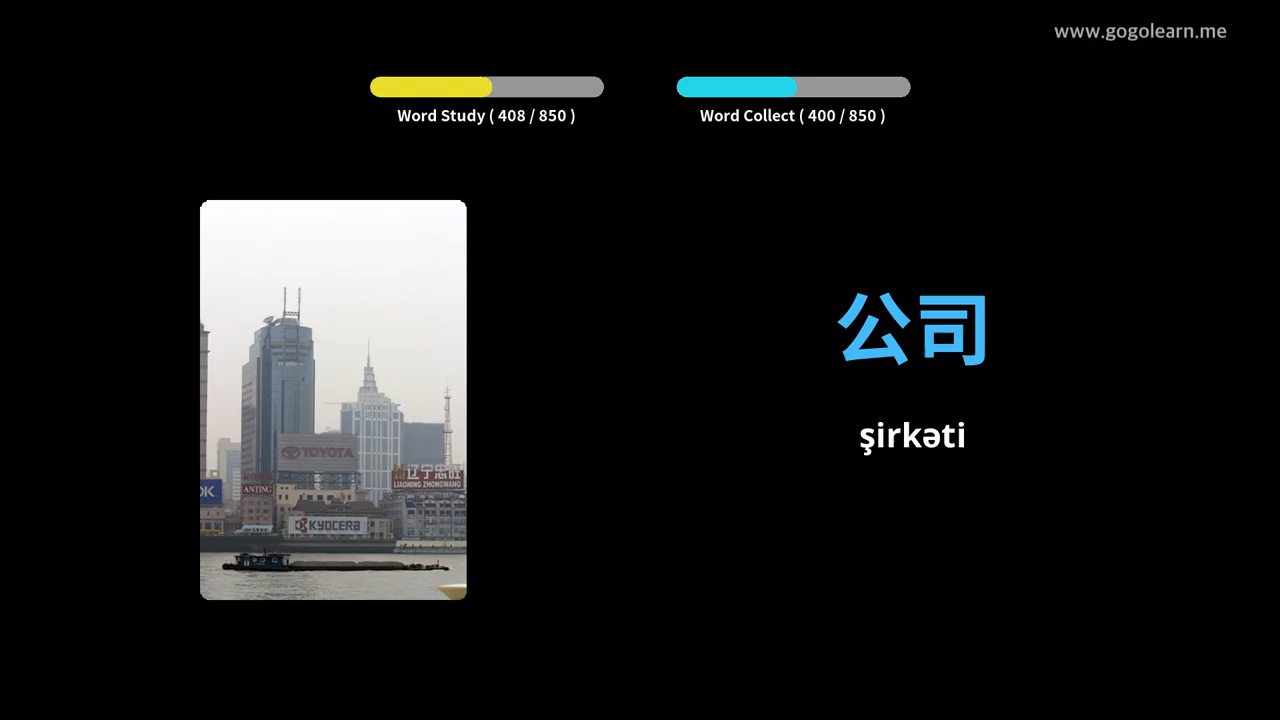 www.gogolearn.me
Word Study ( 408 / 850 )
Word Collect ( 400 / 850 )
公司
şirkəti
TOYOTA
辽宁忠旺
LIAONING ZHONGWANG
OK
ANTING
KYOCERA